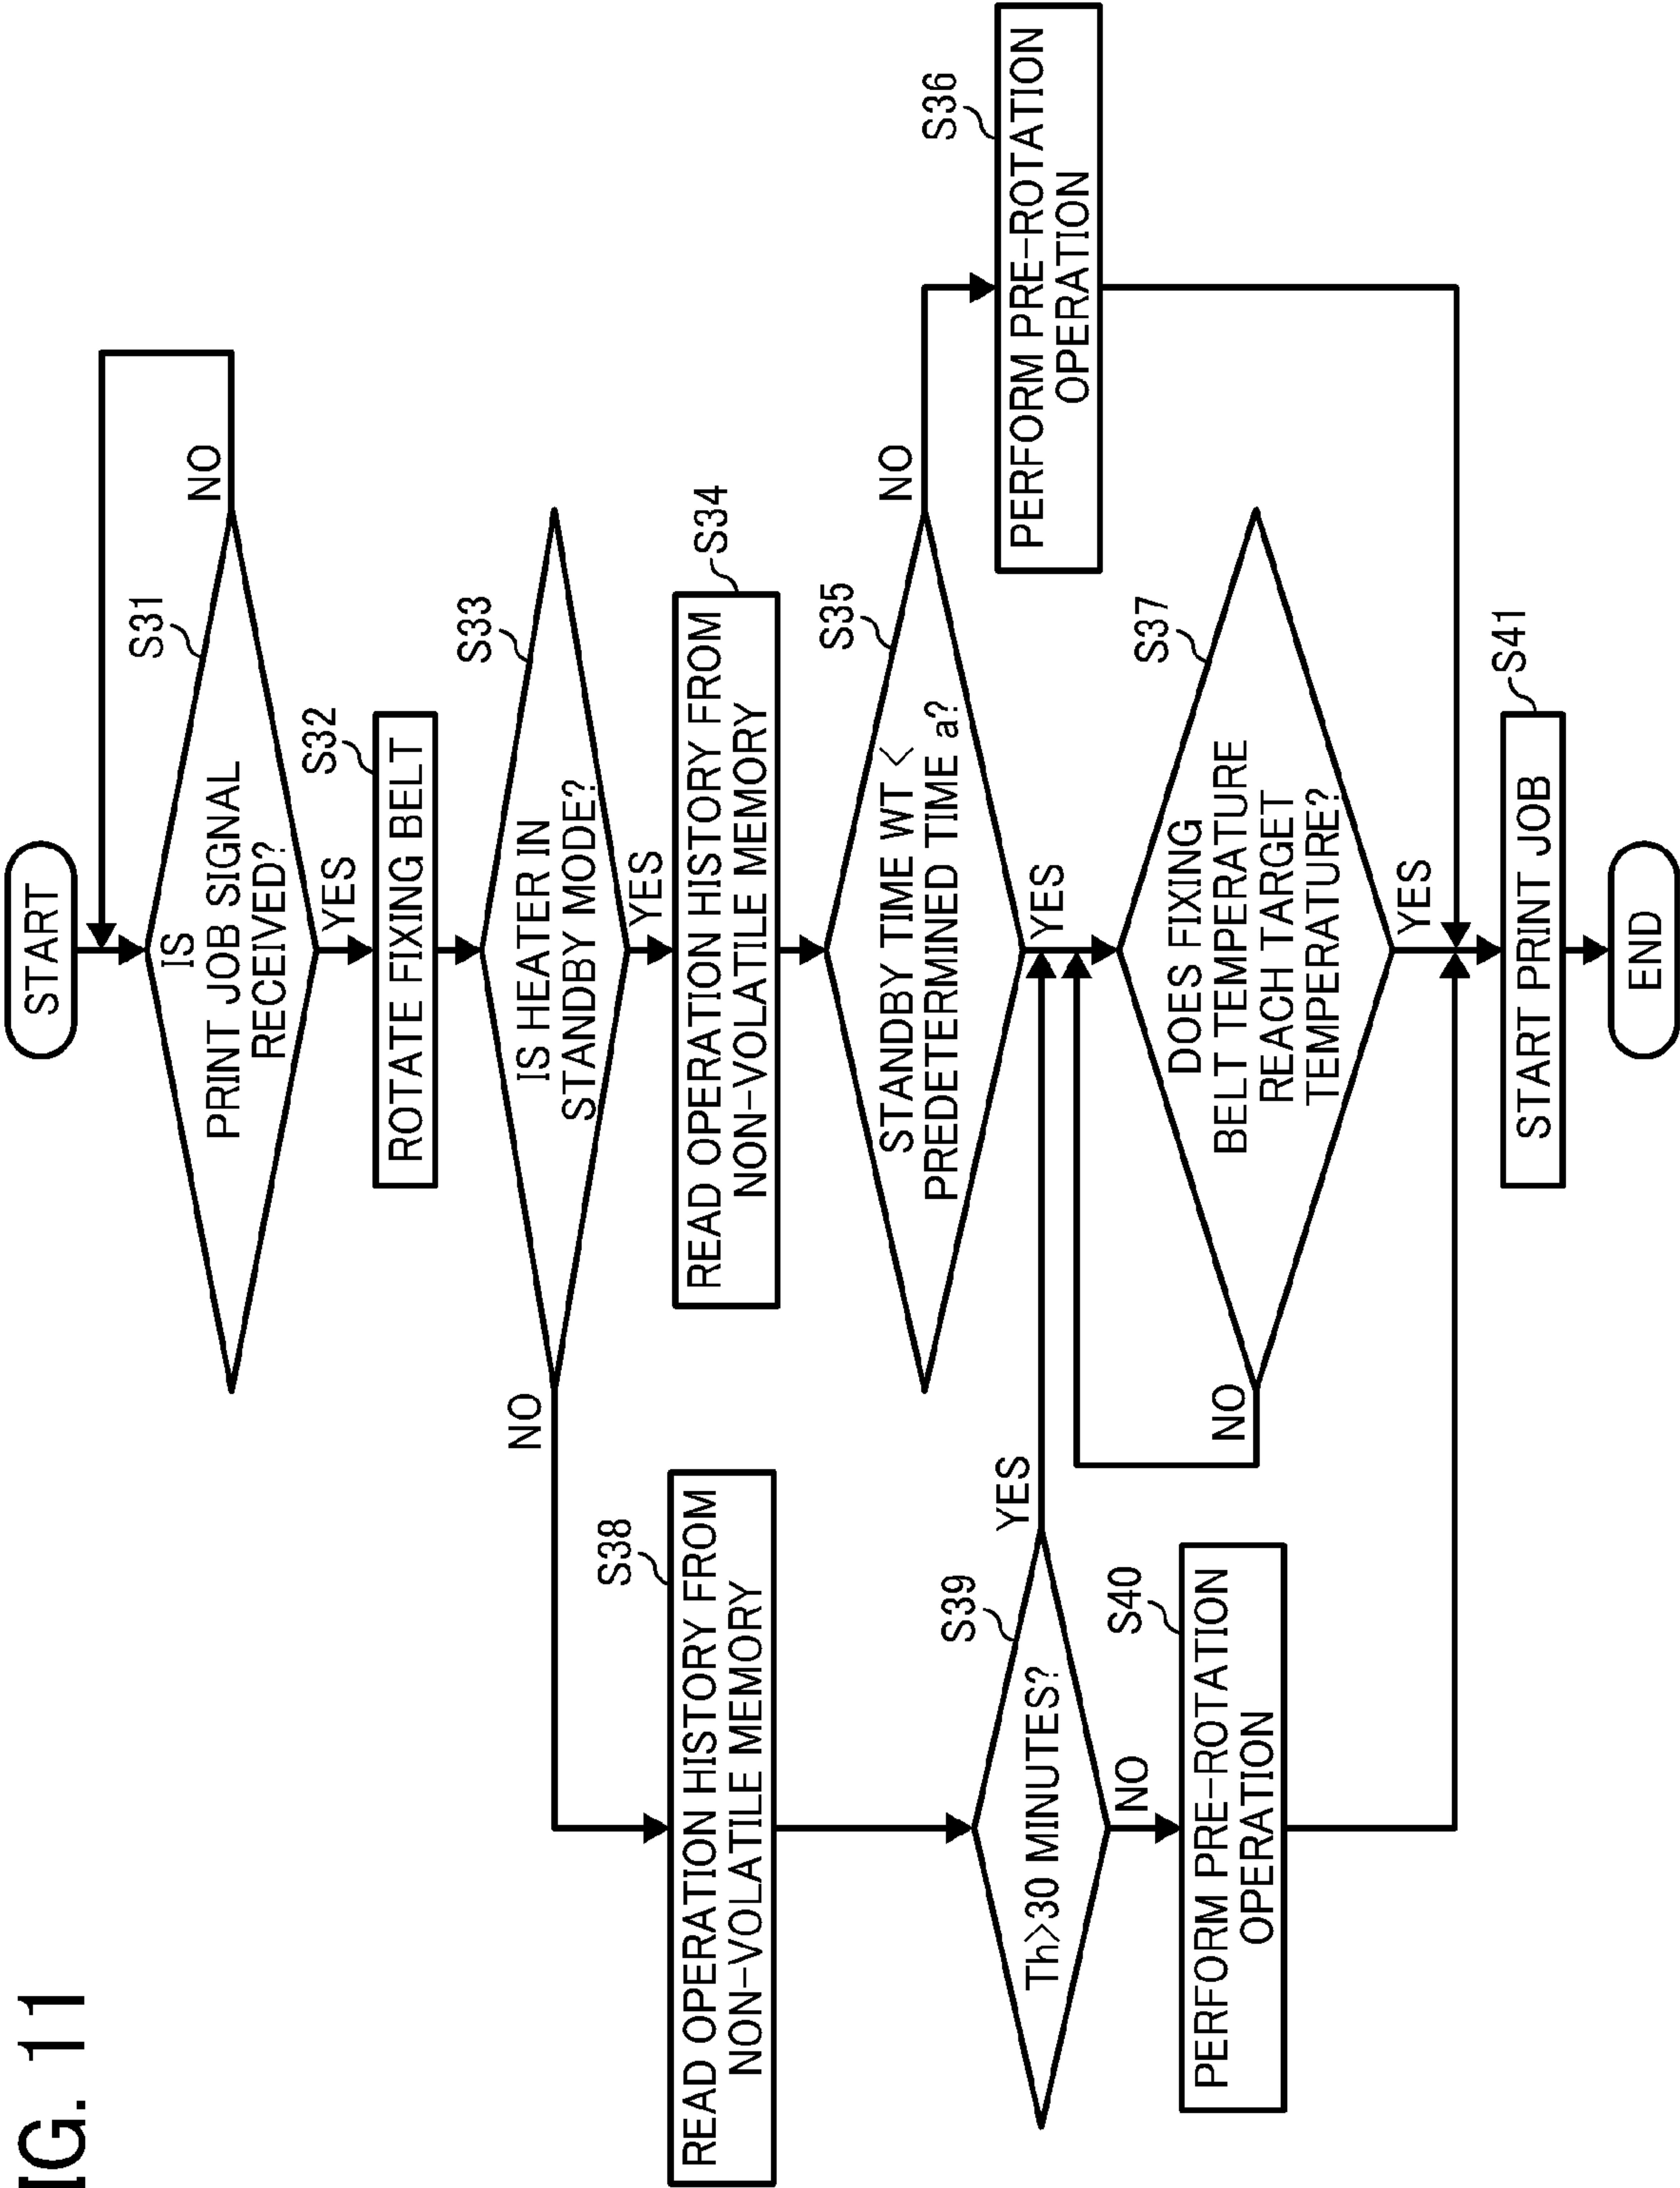 IG. 11
START
IS
PRINT JOB SIGNAL
RECEIVED?
S31
NO
YES
S32
ROTATE FIXING BELT
S33
IS HEATER IN
STANDBY MODE?
NO
YES
S34
READ OPERATION HISTORY FROM
NON-VOLATILE MEMORY
S38
READ OPERATION HISTORY FROM
NON-VOLATILE MEMORY
S35
STANDBY TIME WT <
PREDETERMINED TIME a?
NO
YES
S36
PERFORM PRE-ROTATION
OPERATION
S39
Th>30 MINUTES?
YES
NO
S37
DOES FIXING
BELT TEMPERATURE
REACH TARGET
TEMPERATURE?
NO
YES
S40
PERFORM PRE-ROTATION
OPERATION
S41
START PRINT JOB
END